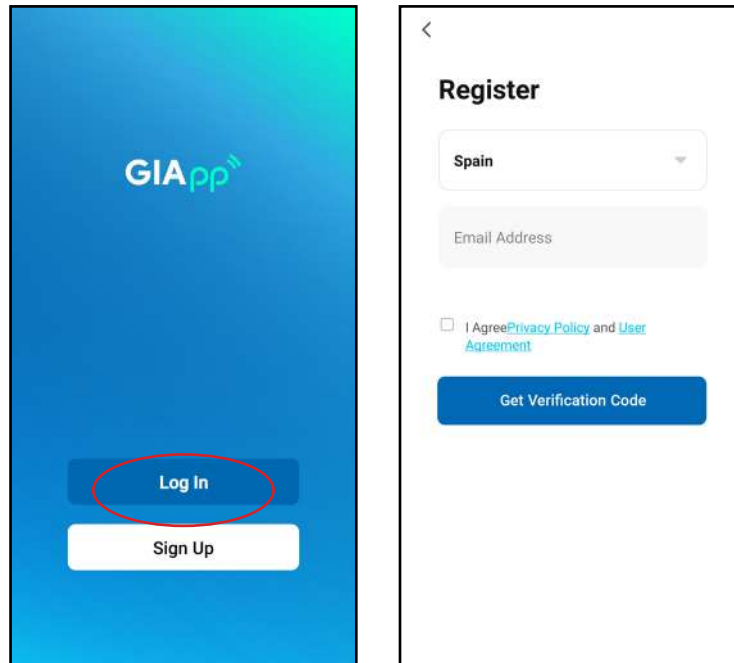 GIApp
Log In
Sign Up
Register
Spain
Email Address
I AgreePrivacy Policy and User
Agreement
Get Verification Code